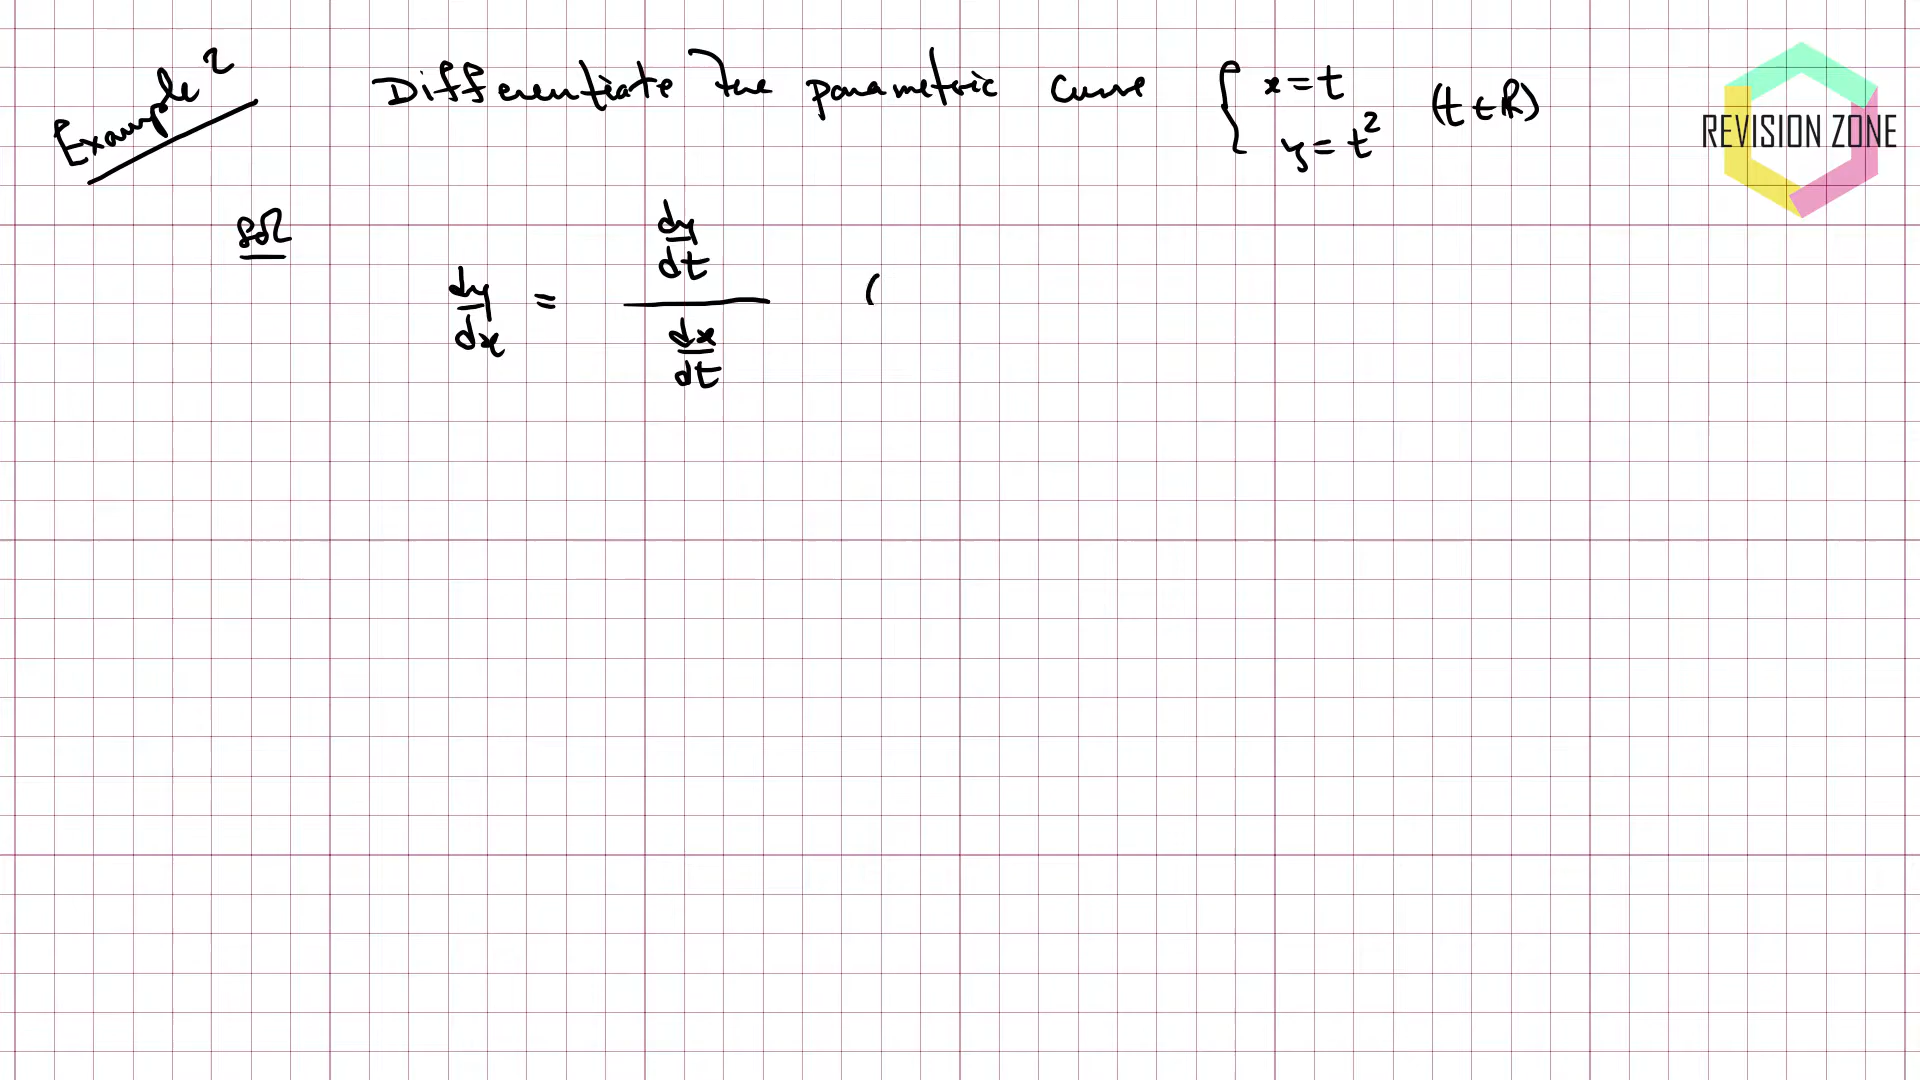 Example 2 Differentiate the parametric curve { x = t (t ∈ R)
y = t²
REVISION ZONE
sol
dy/dx = (dy/dt)/(dx/dt) (